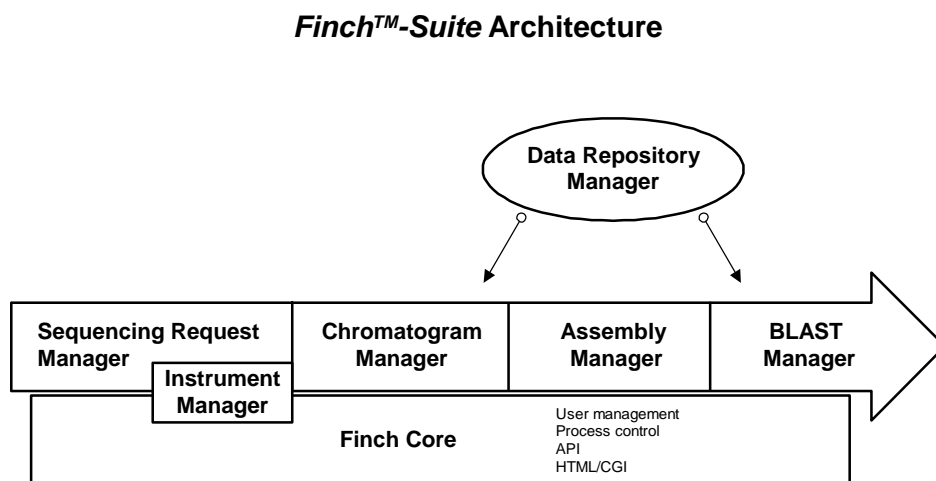 Finch™-Suite Architecture
Data Repository
Manager
Sequencing Request
Manager
Chromatogram
Manager
Assembly
Manager
BLAST
Manager
Instrument
Manager
Finch Core
User management
Process control
API
HTML/CGI